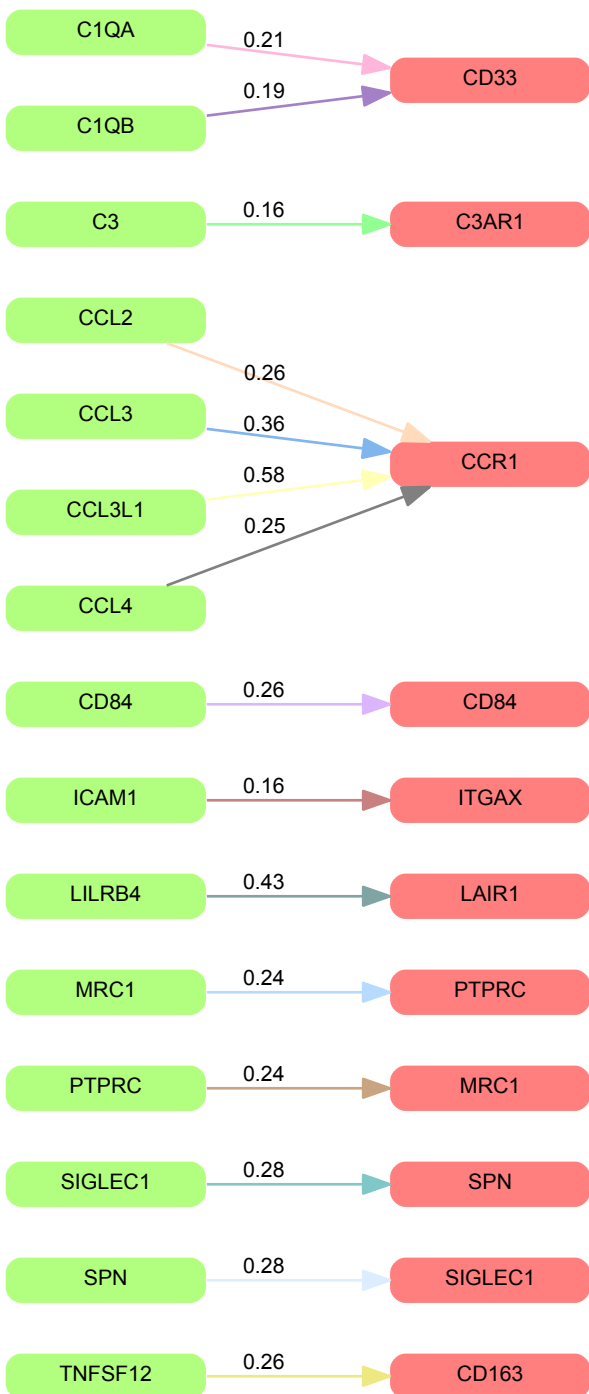 C1QA
0.21
CD33
0.19
C1QB
C3
0.16
C3AR1
CCL2
0.26
CCL3
0.36
CCR1
0.58
CCL3L1
0.25
CCL4
CD84
0.26
CD84
ICAM1
0.16
ITGAX
LILRB4
0.43
LAIR1
MRC1
0.24
PTPRC
PTPRC
0.24
MRC1
SIGLEC1
0.28
SPN
SPN
0.28
SIGLEC1
TNFSF12
0.26
CD163